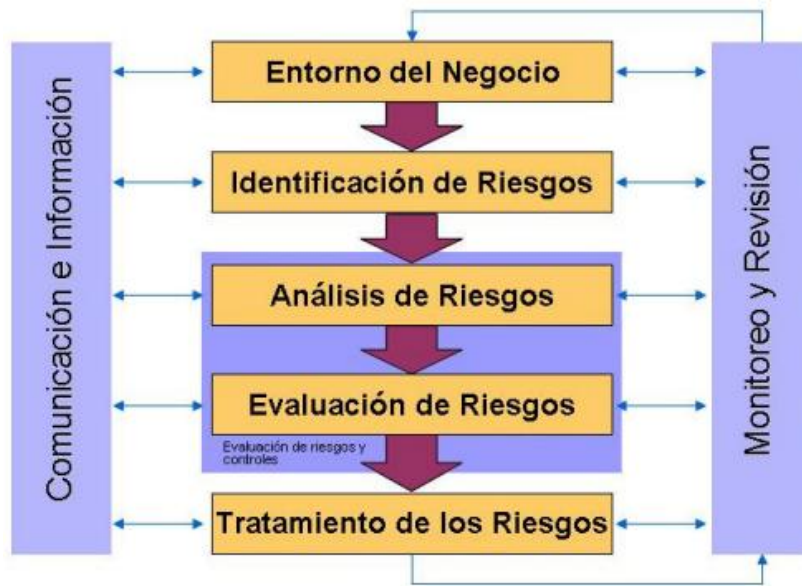 Comunicación e Información
Entorno del Negocio
Identificación de Riesgos
Análisis de Riesgos
Evaluación de Riesgos
Evaluación de riesgos y
controles
Tratamiento de los Riesgos
Monitoreo y Revisión